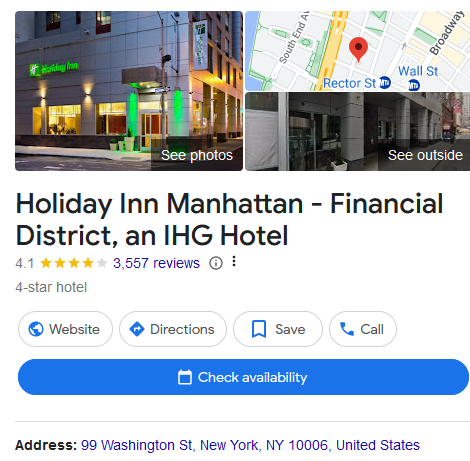 Holiday Inn
See photos
South End Av
Broadway
Rector St
Wall St
See outside
Holiday Inn Manhattan - Financial
District, an IHG Hotel
4.1 3,557 reviews
4-star hotel
Website Directions Save Call
Check availability
Address: 99 Washington St, New York, NY 10006, United States